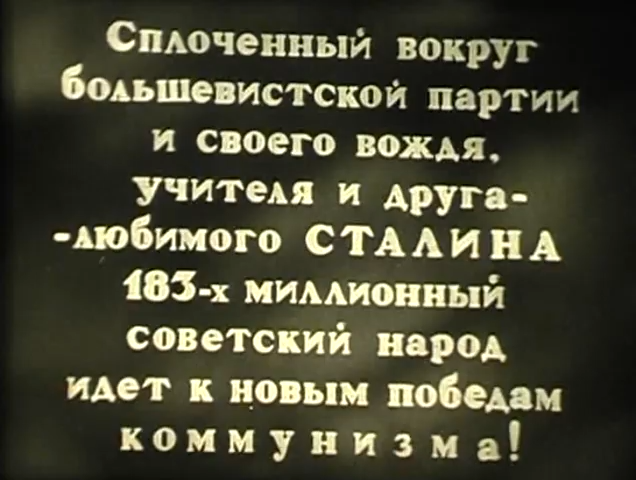 Сплоченный вокруг
большевистской партии
и своего вождя,
учителя и друга-
-любимого СТАЛИНА
183-х миллионный
советский народ
идет к новым победам
коммунизма!